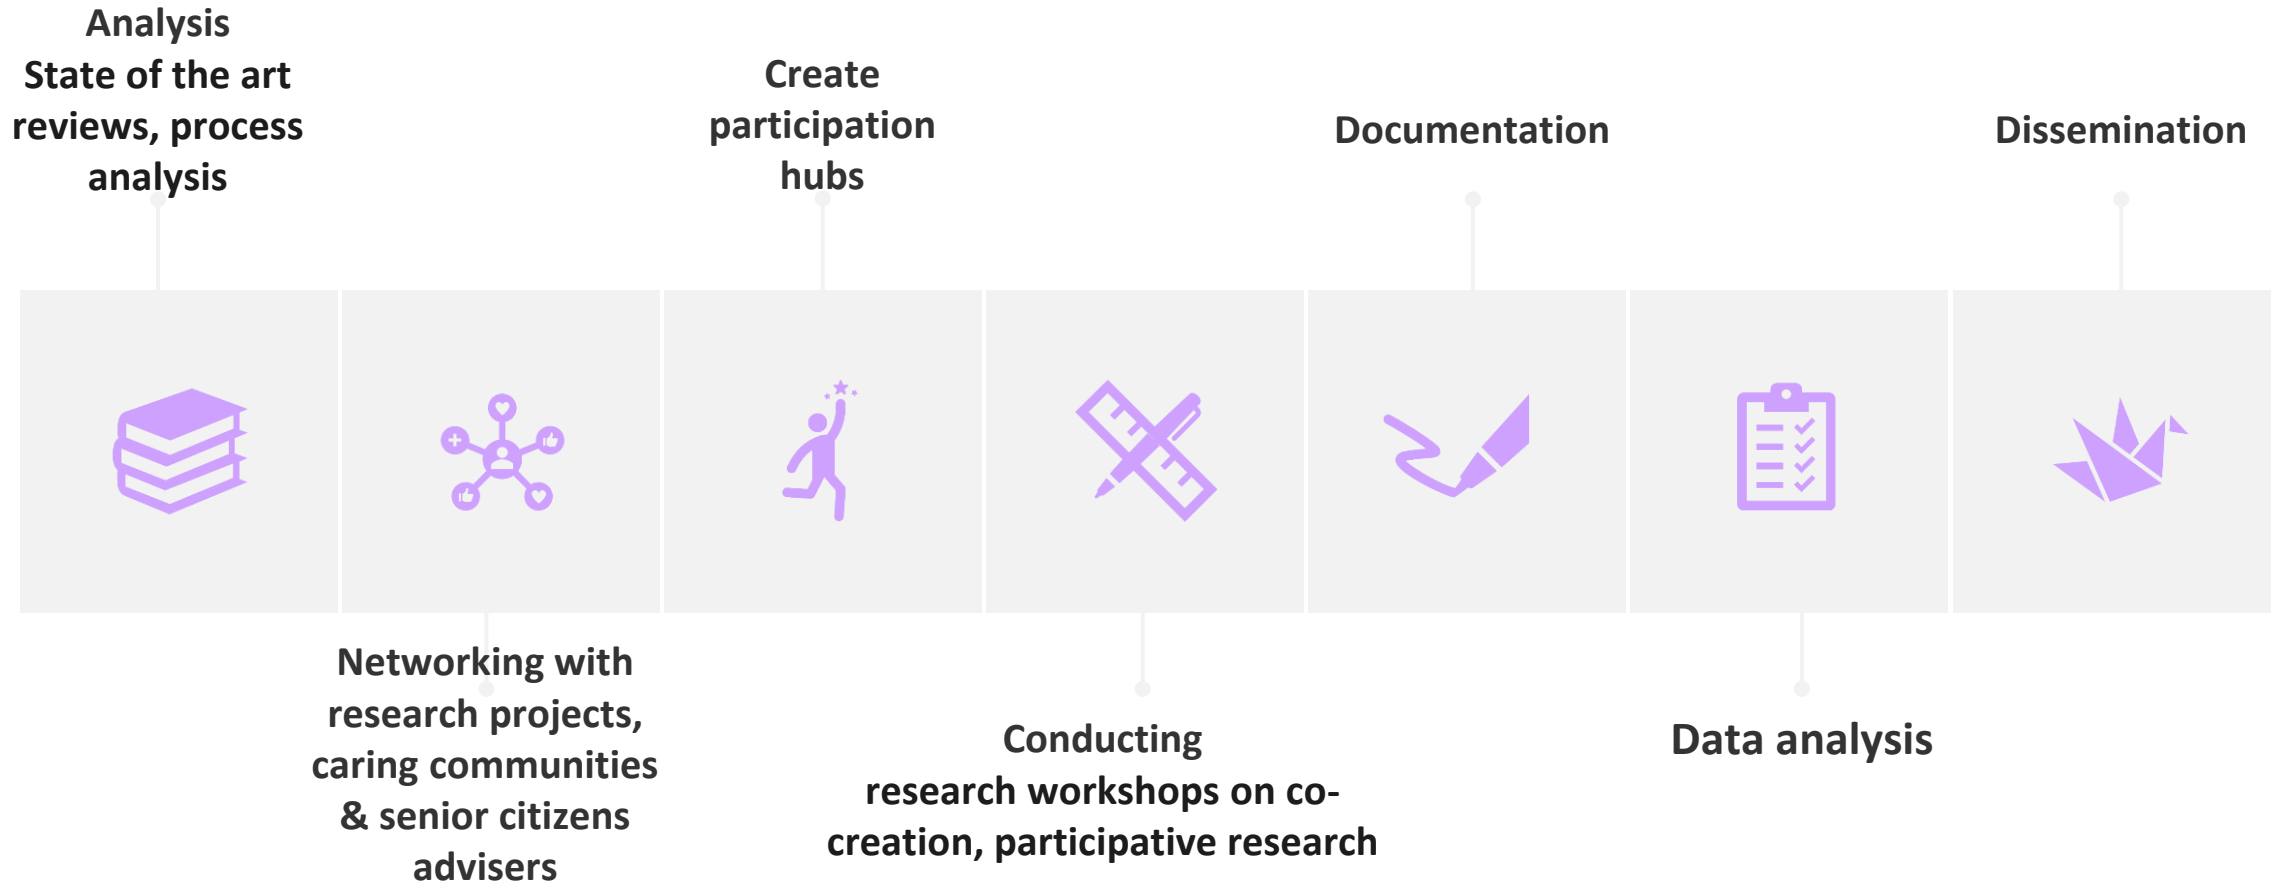 Analysis
State of the art
reviews, process
analysis
Networking with
research projects,
caring communities
& senior citizens
advisers
Create
participation
hubs
Conducting
research workshops on co-
creation, participative research
Documentation
Data analysis
Dissemination